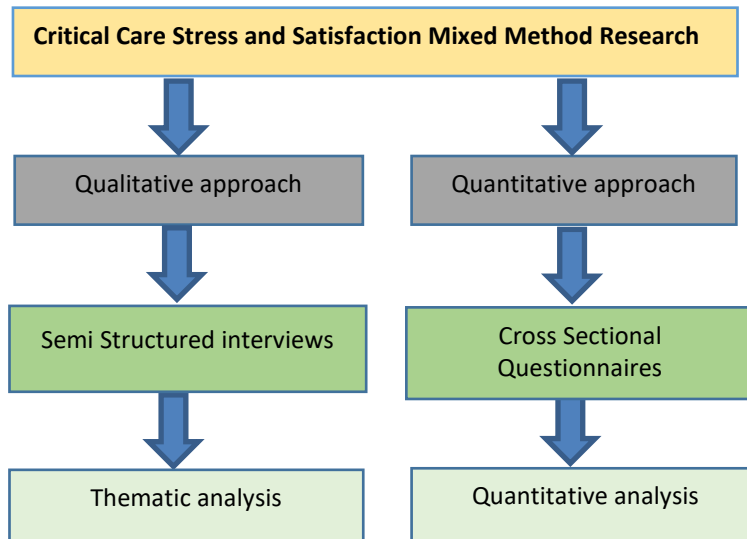 Critical Care Stress and Satisfaction Mixed Method Research
Qualitative approach
Quantitative approach
Semi Structured interviews
Cross Sectional
Questionnaires
Thematic analysis
Quantitative analysis